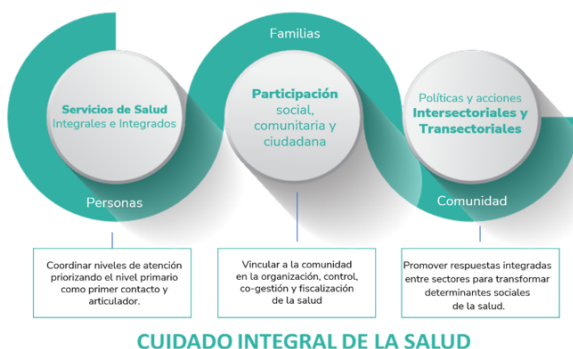 Familias
Servicios de Salud
Integrales e Integrados
Participación
social,
comunitaria y
ciudadana
Políticas y acciones
Intersectoriales y
Transectoriales
Personas
Comunidad
Coordinar niveles de atención
priorizando el nivel primario
como primer contacto y
articulador.
Vincular a la comunidad
en la organización, control,
co-gestión y fiscalización
de la salud
Promover respuestas integradas
entre sectores para transformar
determinantes sociales
de la salud.
CUIDADO INTEGRAL DE LA SALUD